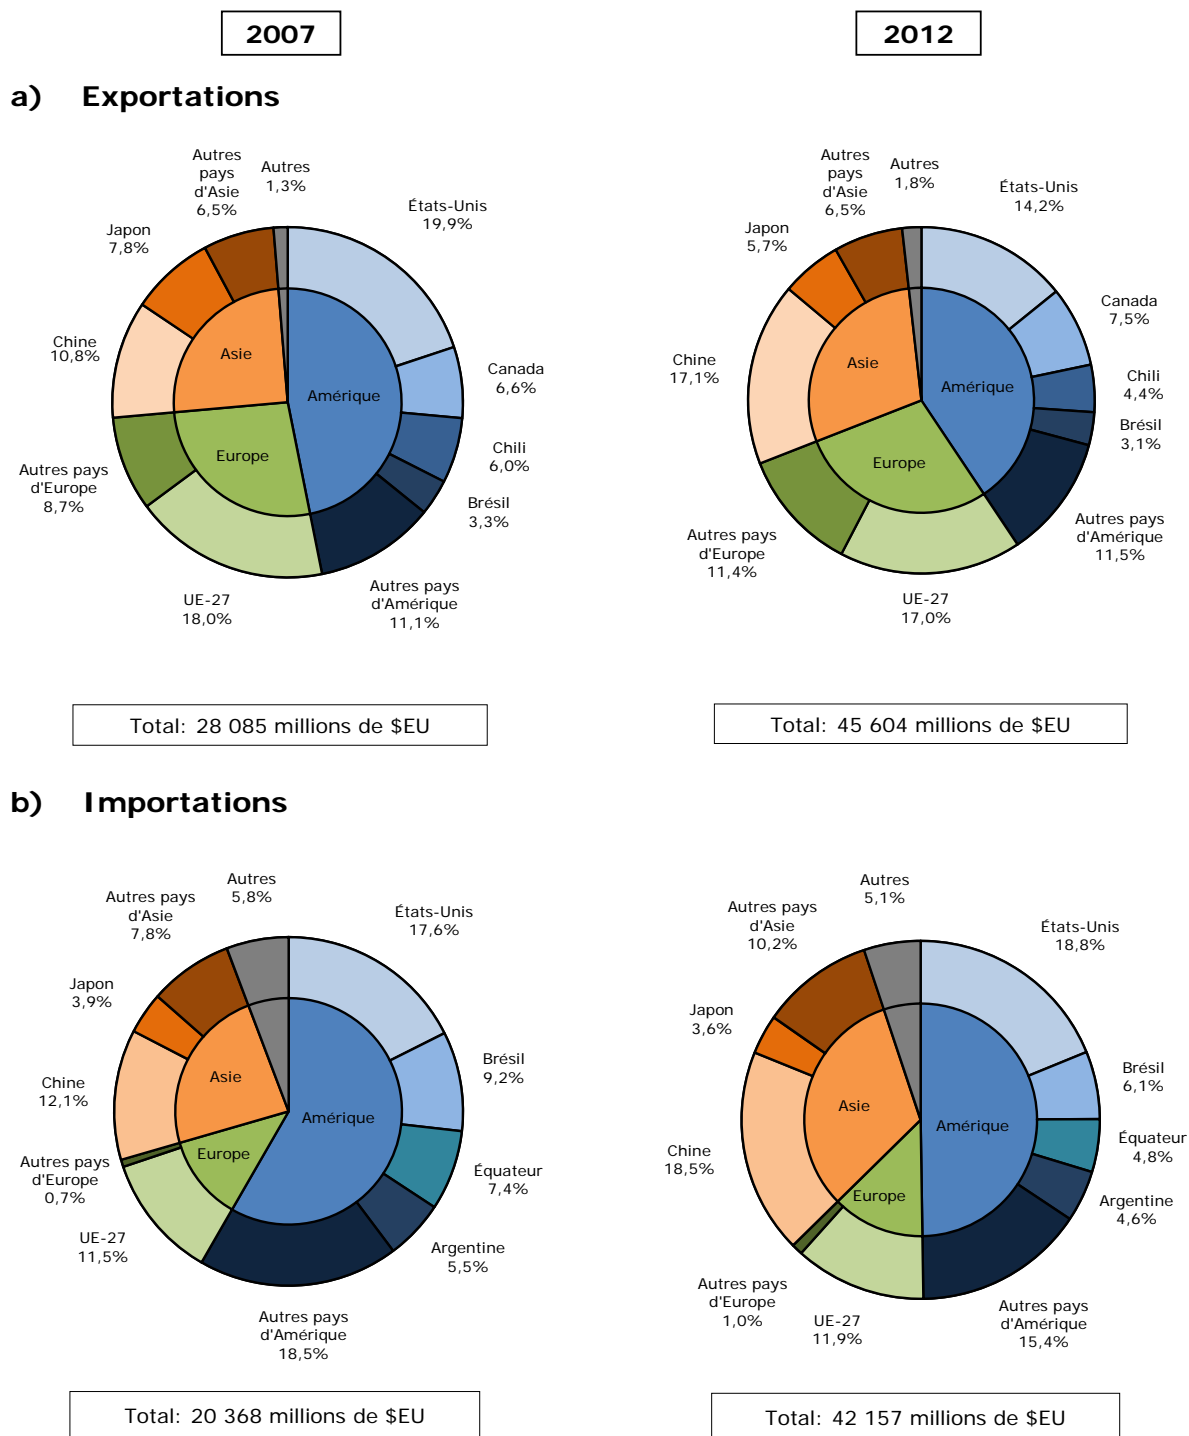 2007
2012
a) Exportations
Autres
pays
d'Asie
6,5%
Autres
1,3%
États-Unis
19,9%
Japon
7,8%
Chine
10,8%
Asie
Amérique
Europe
Canada
6,6%
Chili
6,0%
Brésil
3,3%
Autres pays
d'Amérique
11,1%
UE-27
18,0%
Autres pays
d'Europe
8,7%
Total: 28 085 millions de $EU
Autres
pays
d'Asie
6,5%
Autres
1,8%
États-Unis
14,2%
Japon
5,7%
Chine
17,1%
Asie
Amérique
Europe
Canada
7,5%
Chili
4,4%
Brésil
3,1%
Autres pays
d'Amérique
11,5%
UE-27
17,0%
Autres pays
d'Europe
11,4%
Total: 45 604 millions de $EU
b) Importations
Autres pays
d'Asie
7,8%
Autres
5,8%
États-Unis
17,6%
Japon
3,9%
Chine
12,1%
Asie
Amérique
Europe
Brésil
9,2%
Équateur
7,4%
Argentine
5,5%
Autres pays
d'Amérique
18,5%
UE-27
11,5%
Autres pays
d'Europe
0,7%
Total: 20 368 millions de $EU
Autres pays
d'Asie
10,2%
Autres
5,1%
États-Unis
18,8%
Japon
3,6%
Chine
18,5%
Asie
Amérique
Europe
Brésil
6,1%
Équateur
4,8%
Argentine
4,6%
Autres pays
d'Amérique
15,4%
UE-27
11,9%
Autres pays
d'Europe
1,0%
Total: 42 157 millions de $EU